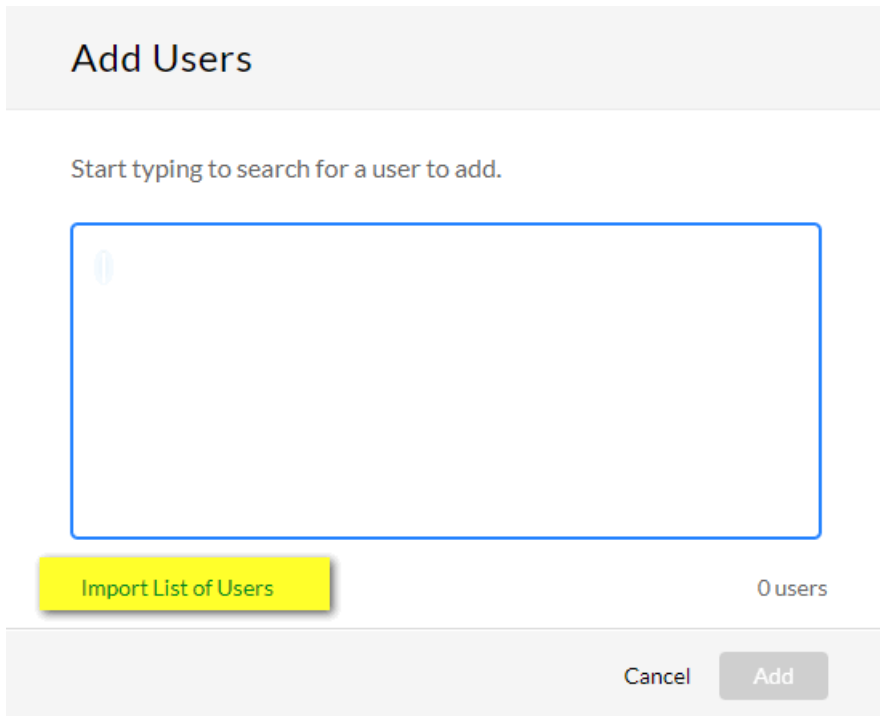 Add Users
Start typing to search for a user to add.
Import List of Users
0 users
Cancel
Add